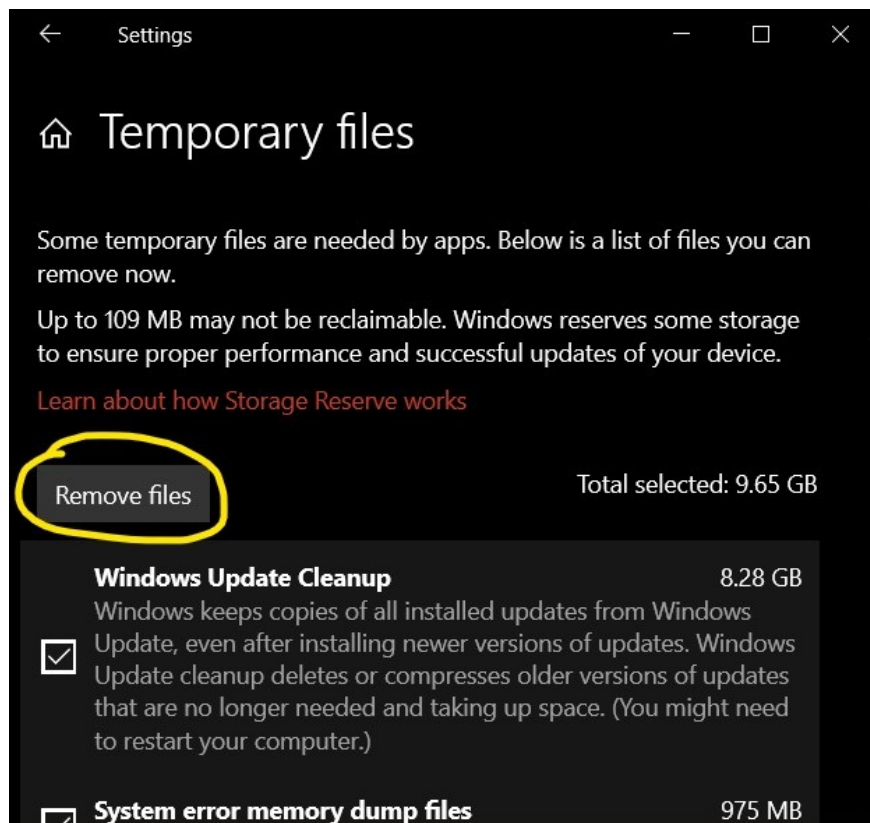 Settings
Temporary files
Some temporary files are needed by apps. Below is a list of files you can
remove now.
Up to 109 MB may not be reclaimable. Windows reserves some storage
to ensure proper performance and successful updates of your device.
Learn about how Storage Reserve works
Remove files
Total selected: 9.65 GB
Windows Update Cleanup 8.28 GB
Windows keeps copies of all installed updates from Windows
Update, even after installing newer versions of updates. Windows
Update cleanup deletes or compresses older versions of updates
that are no longer needed and taking up space. (You might need
to restart your computer.)
System error memory dump files 975 MB